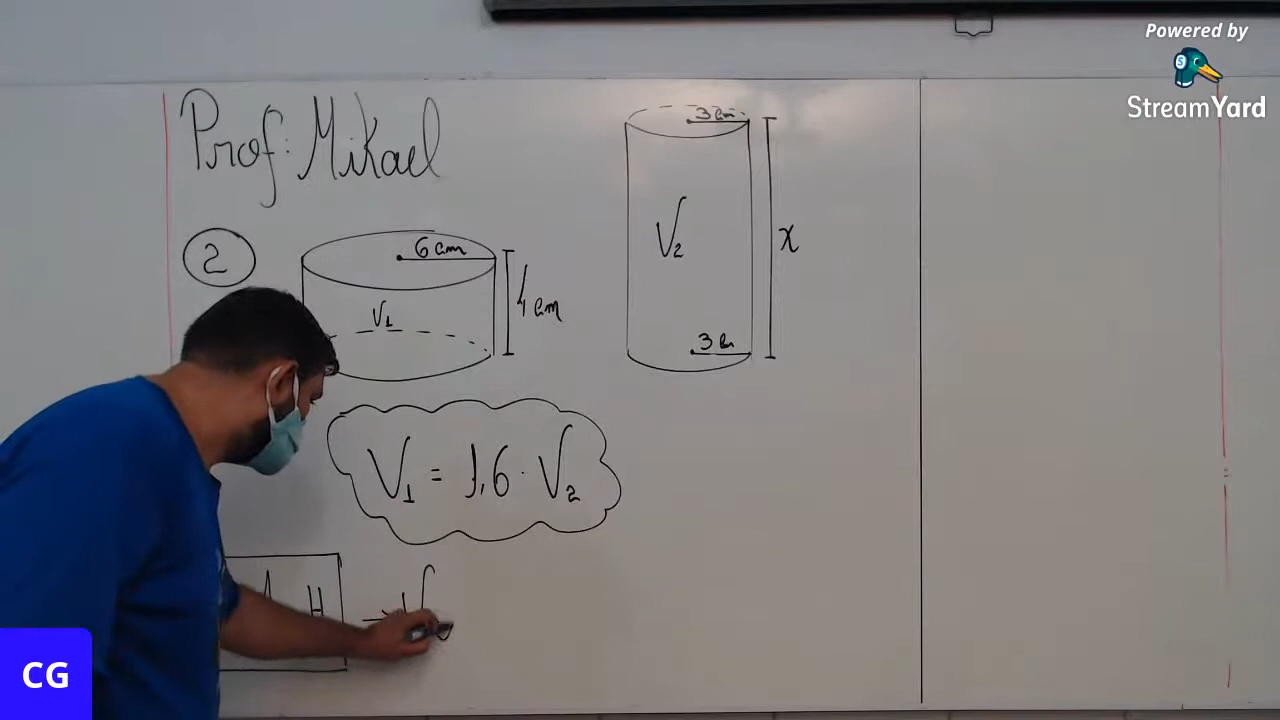 Powered by
StreamYard
Prof: Mikael
2
6 cm
V1
4 cm
3 cm
V2
x
3 cm
V1 = 1,6 · V2
A H
→ V
CG